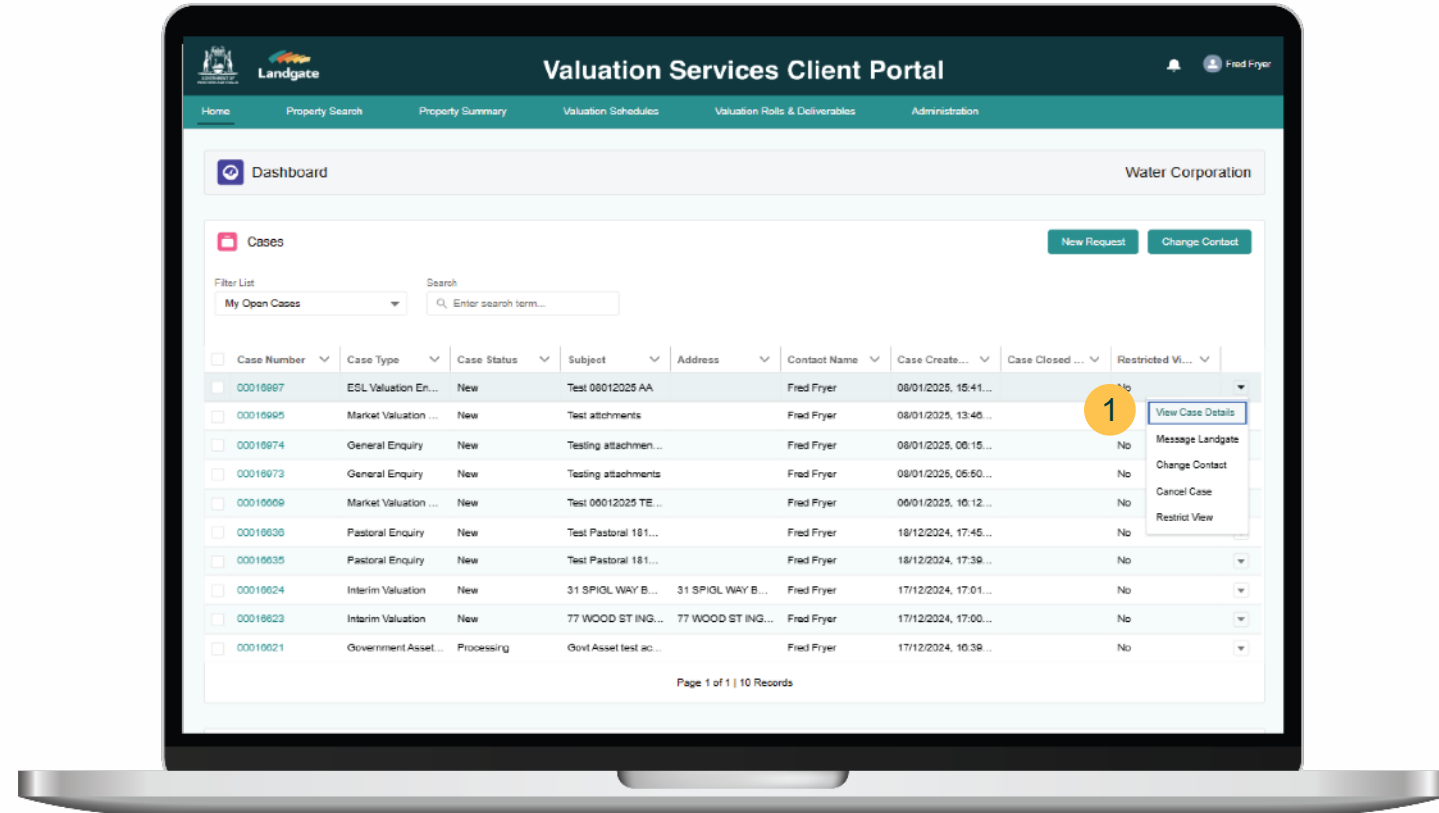 Landgate
Valuation Services Client Portal
Fred Fryer
Home Property Search Property Summary Valuation Schedules Valuation Rolls & Deliverables Administration
Dashboard Water Corporation
Cases New Request Change Contact
Filter List Search
My Open Cases Enter search term...
Case Number Case Type Case Status Subject Address Contact Name Case Create... Case Closed ... Restricted Vi...
00016997 ESL Valuation En... New Test 08012025 AA Fred Fryer 08/01/2025, 15:41... No
00016995 Market Valuation ... New Test attchments Fred Fryer 08/01/2025, 13:46...
00016974 General Enquiry New Testing attachmen... Fred Fryer 08/01/2025, 06:15... No
00016973 General Enquiry New Testing attachments Fred Fryer 08/01/2025, 05:50... No
00016669 Market Valuation ... New Test 06012025 TE... Fred Fryer 06/01/2025, 16:12... No
00016636 Pastoral Enquiry New Test Pastoral 181... Fred Fryer 18/12/2024, 17:45... No
00016635 Pastoral Enquiry New Test Pastoral 181... Fred Fryer 18/12/2024, 17:39... No
00016624 Interim Valuation New 31 SPIGL WAY B... 31 SPIGL WAY B... Fred Fryer 17/12/2024, 17:01... No
00016623 Interim Valuation New 77 WOOD ST ING... 77 WOOD ST ING... Fred Fryer 17/12/2024, 17:00... No
00016621 Government Asset... Processing Govt Asset test ac... Fred Fryer 17/12/2024, 16:39... No
1
View Case Details
Message Landgate
Change Contact
Cancel Case
Restrict View
Page 1 of 1 | 10 Records